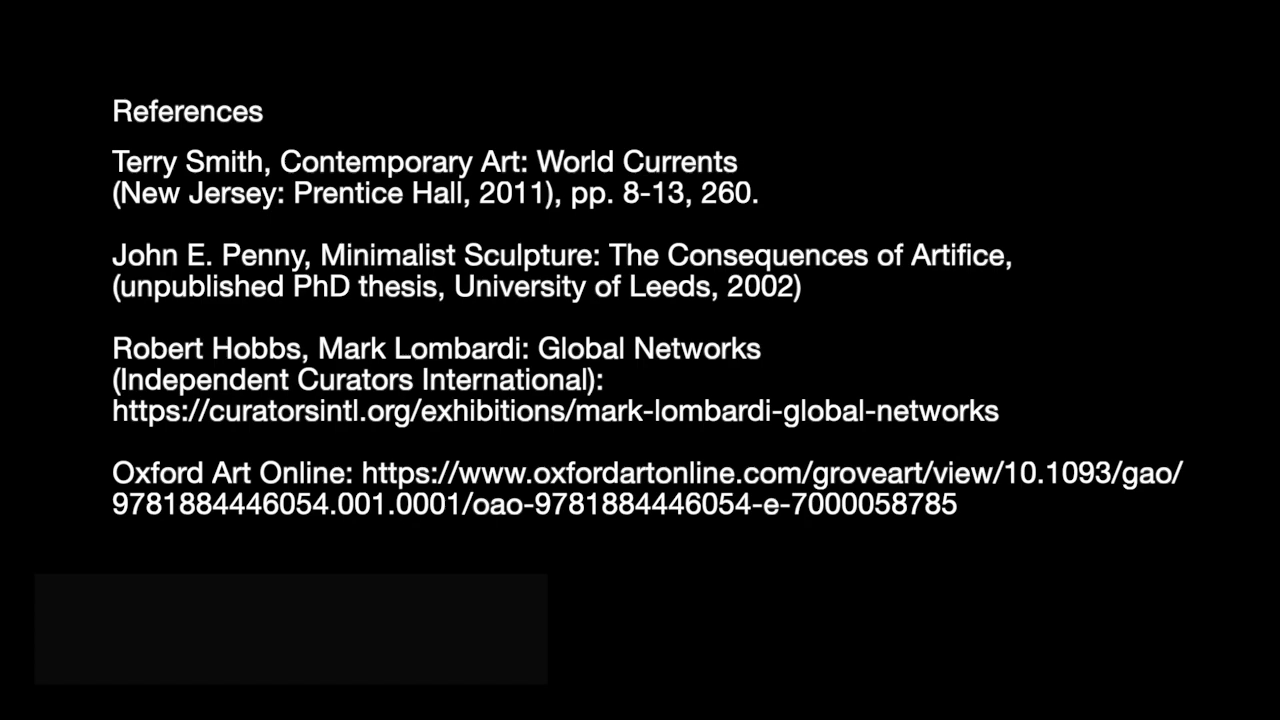 References
Terry Smith, Contemporary Art: World Currents
(New Jersey: Prentice Hall, 2011), pp. 8-13, 260.
John E. Penny, Minimalist Sculpture: The Consequences of Artifice,
(unpublished PhD thesis, University of Leeds, 2002)
Robert Hobbs, Mark Lombardi: Global Networks
(Independent Curators International):
https://curatorsintl.org/exhibitions/mark-lombardi-global-networks
Oxford Art Online: https://www.oxfordartonline.com/groveart/view/10.1093/gao/
9781884446054.001.0001/oao-9781884446054-e-7000058785